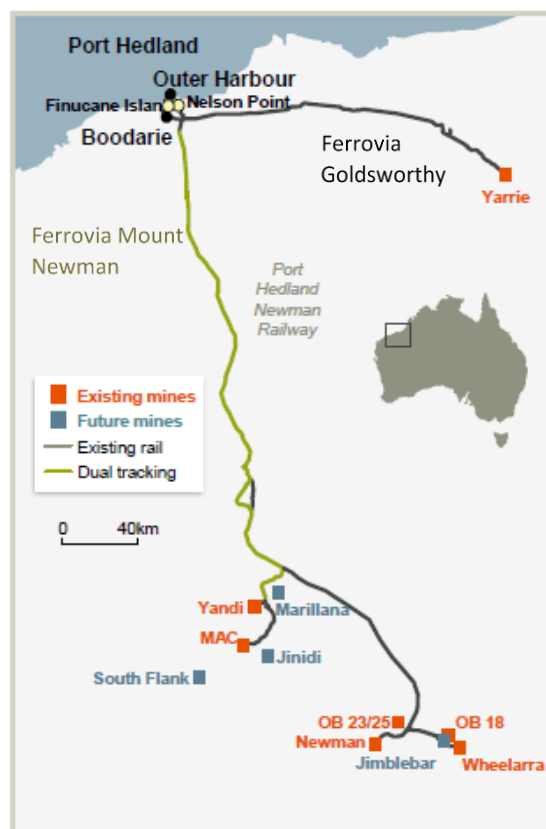 Port Hedland
Outer Harbour
Finucane Islan
Nelson Point
Boodarie
Ferrovia
Goldsworthy
Yarrie
Ferrovia Mount
Newman
Port
Hedland
Newman
Railway
Existing mines
Future mines
Existing rail
Dual tracking
0 40km
Yandi
Marillana
MAC
Jinidi
South Flank
OB 23/25
OB 18
Newman
Jimblebar
Wheelarra